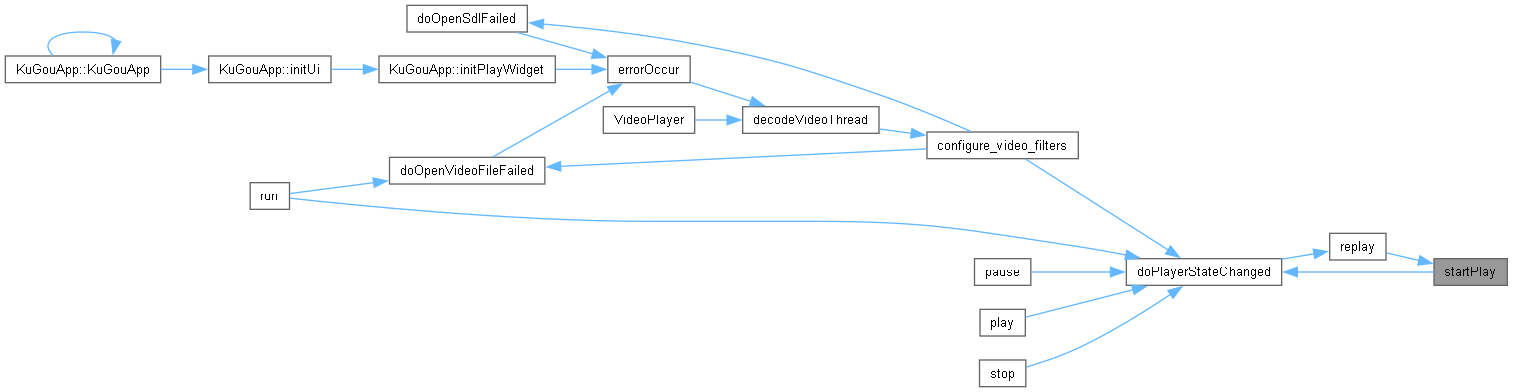 doOpenSdlFailed
KuGouApp::KuGouApp
KuGouApp::initUi
KuGouApp::initPlayWidget
errorOccur
VideoPlayer
decodeVideoThread
configure_video_filters
doOpenVideoFileFailed
run
replay
pause
doPlayerStateChanged
startPlay
play
stop